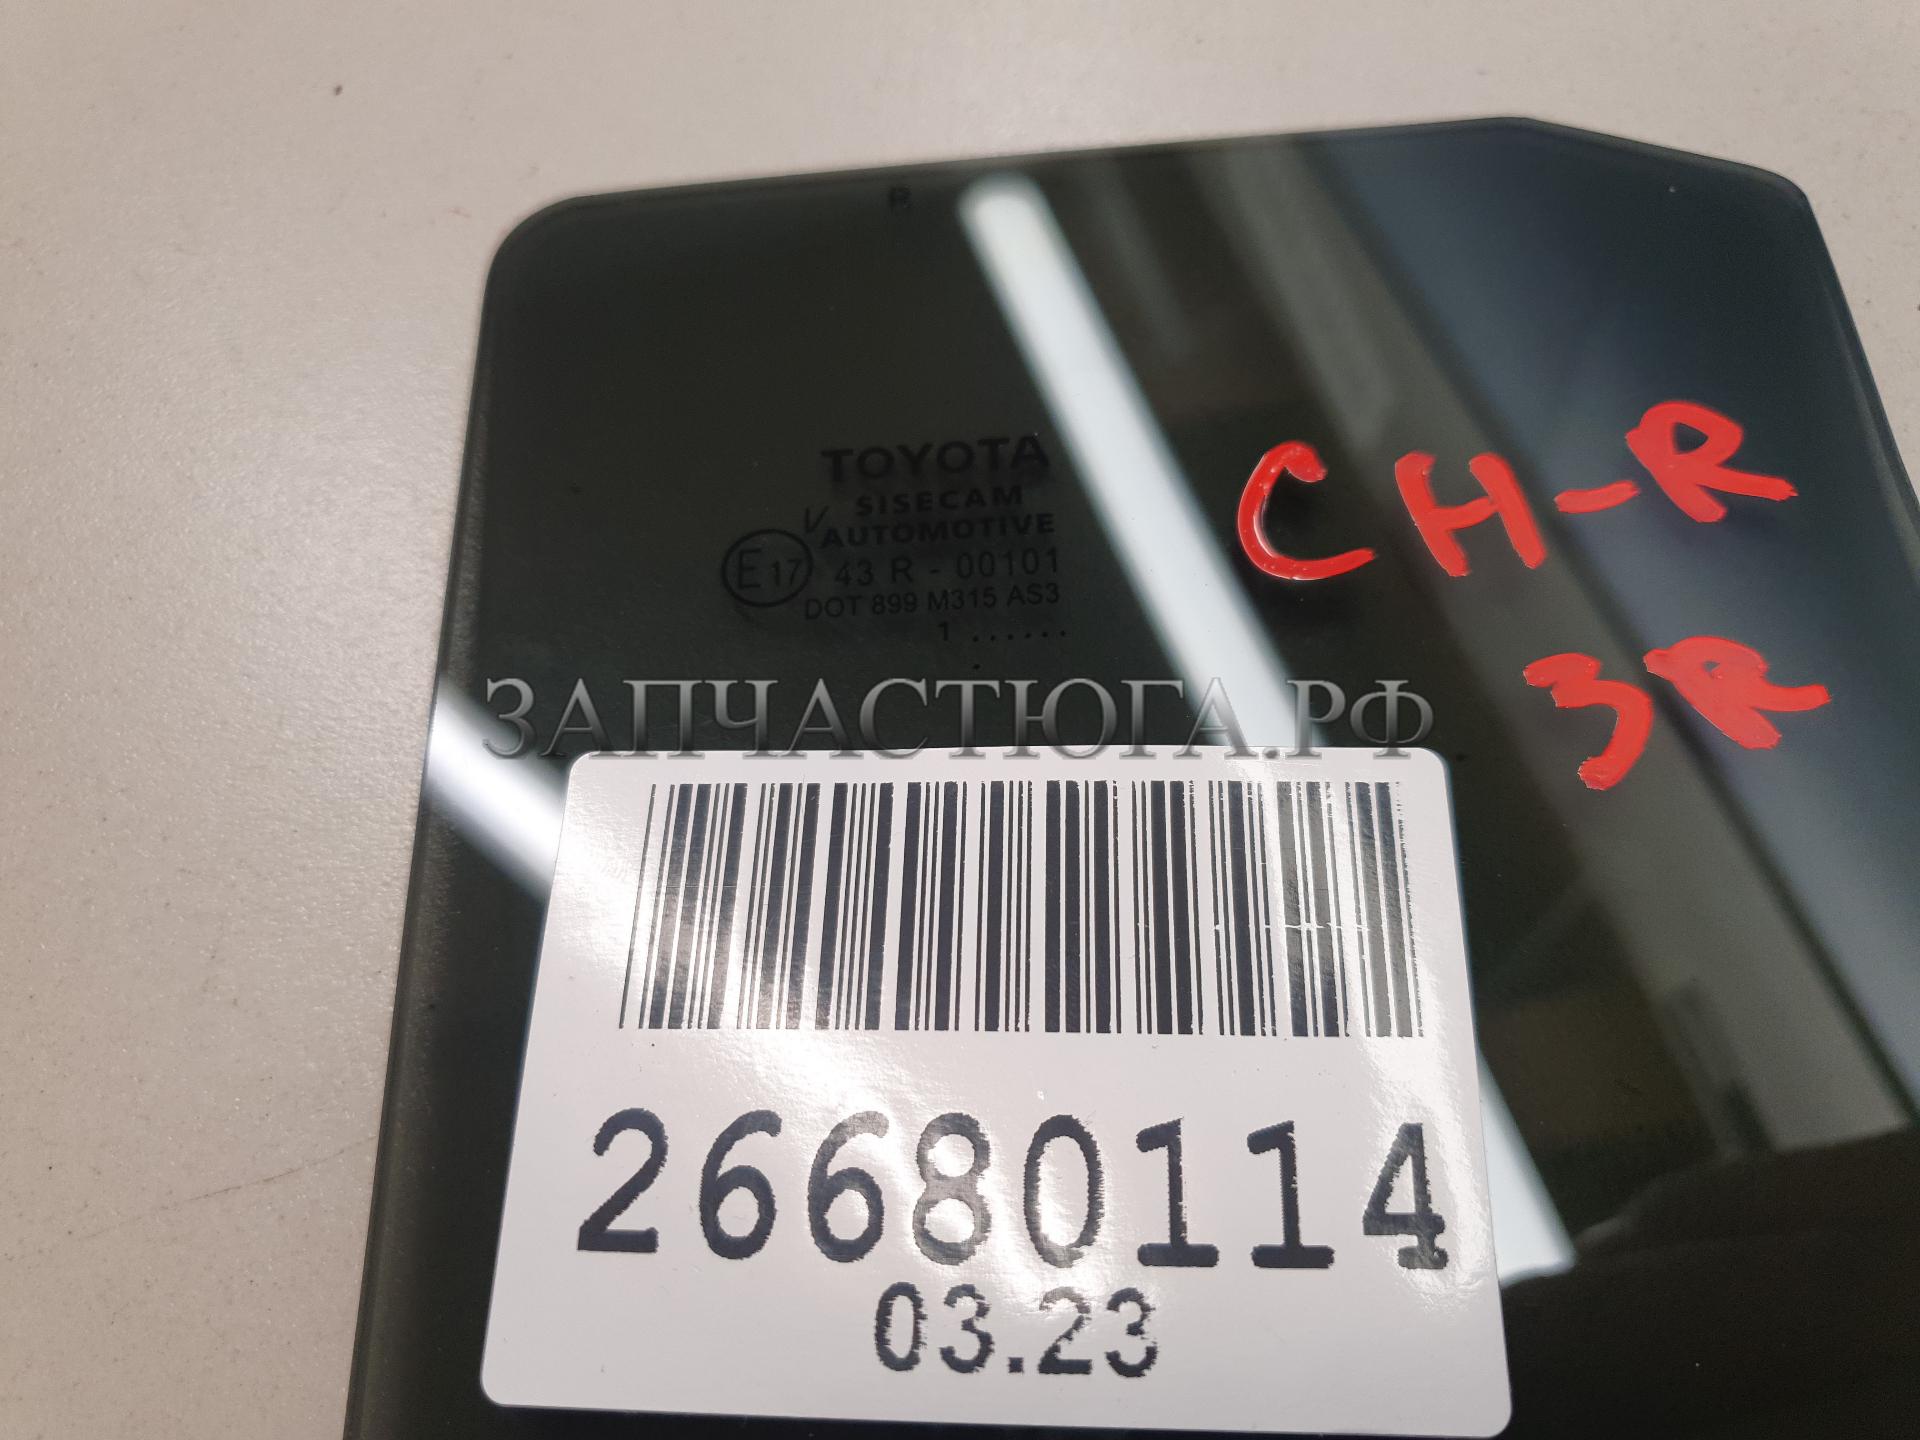 R
TOYOTA
SISECAM
V AUTOMOTIVE
E17 43 R - 00101
DOT 899 M315 AS3
1 ......
.
CH-R
3R
ЗАПЧАСТЮГА.РФ
26680114
03.23